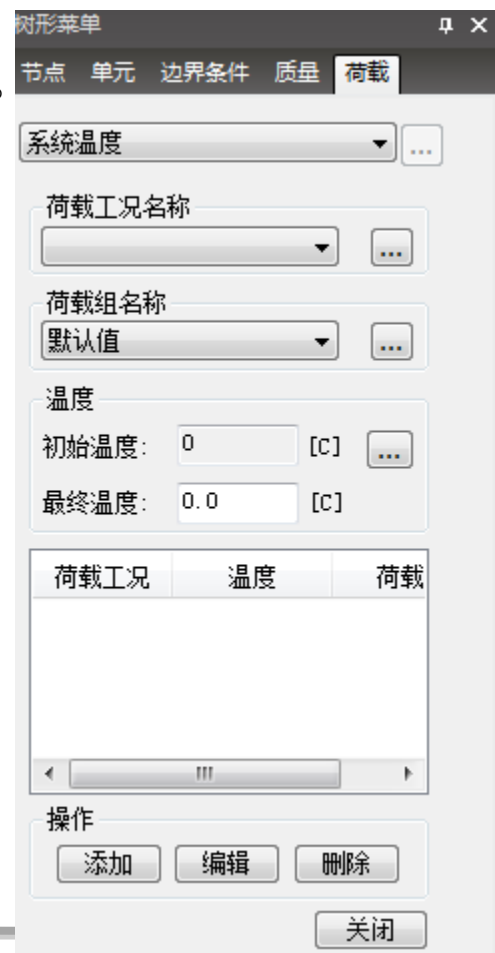 树形菜单
节点 单元 边界条件 质量 荷载
系统温度
...
荷载工况名称
...
荷载组名称
默认值
...
温度
初始温度: 0 [C] ...
最终温度: 0.0 [C]
荷载工况 温度 荷载
操作
添加 编辑 删除
关闭